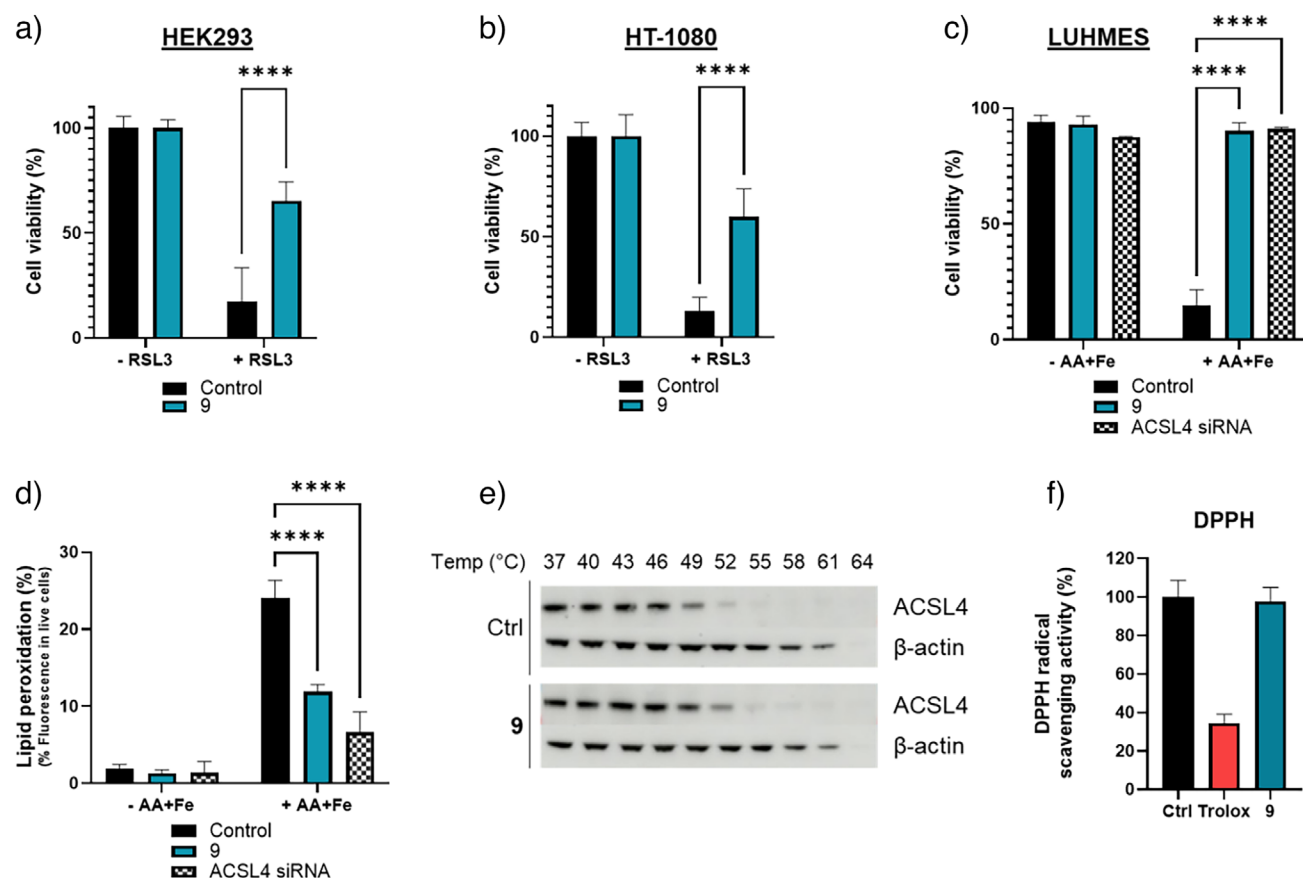 a)
HEK293
****
Cell viability (%)
100
50
0
- RSL3
+ RSL3
Control
9
b)
HT-1080
****
Cell viability (%)
100
50
0
- RSL3
+ RSL3
Control
9
c)
LUHMES
****
****
Cell viability (%)
100
50
0
- AA+Fe
+ AA+Fe
Control
9
ACSL4 siRNA
d)
****
****
Lipid peroxidation (%)
(% Fluorescence in live cells)
30
20
10
0
- AA+Fe
+ AA+Fe
Control
9
ACSL4 siRNA
e)
Temp (°C) 37 40 43 46 49 52 55 58 61 64
Ctrl
ACSL4
β-actin
9
ACSL4
β-actin
f)
DPPH
DPPH radical
scavenging activity (%)
120
100
80
60
40
20
0
Ctrl Trolox 9